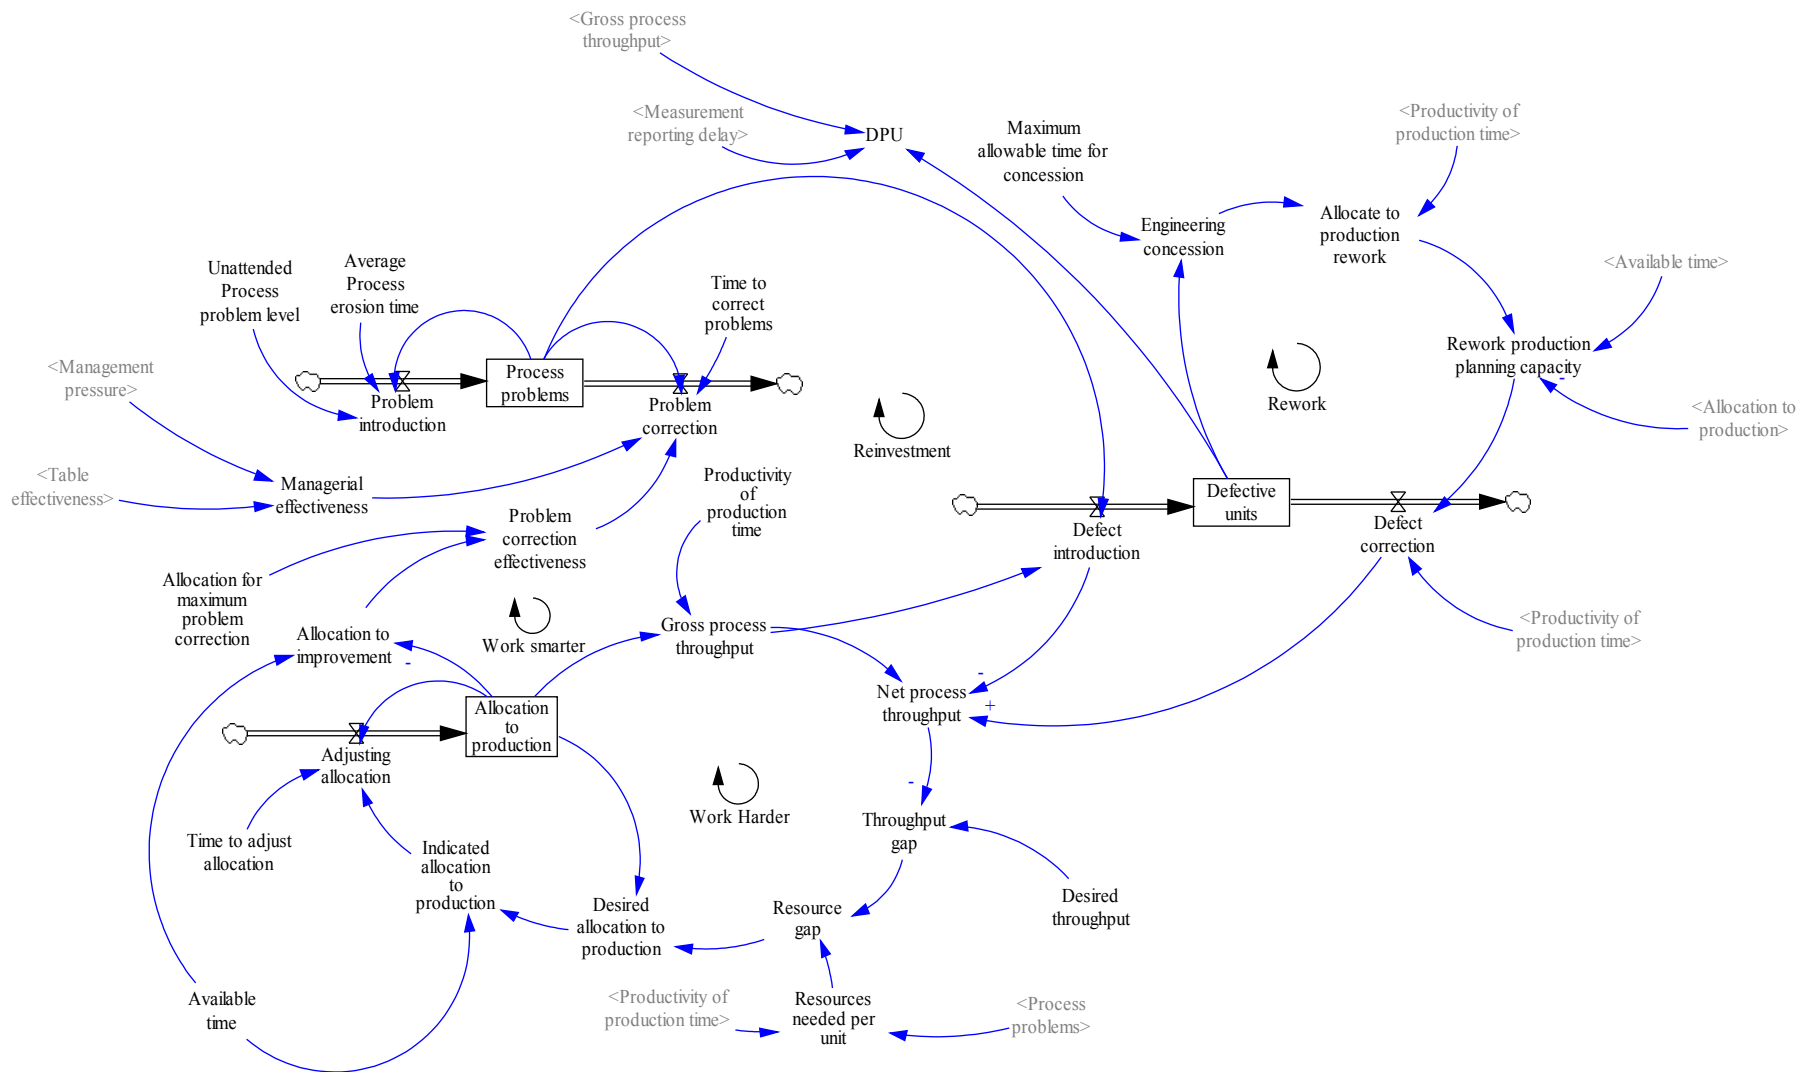 <Gross process
throughput>
<Measurement
reporting delay>
DPU
Maximum
allowable time for
concession
<Productivity of
production time>
Engineering
concession
Allocate to
production
rework
<Available time>
Unattended
Process
problem level
Average
Process
erosion time
Time to
correct
problems
<Management
pressure>
Process
problems
Problem
introduction
Problem
correction
Rework production
planning capacity
-
Rework
Reinvestment
<Allocation to
production>
<Table
effectiveness>
Managerial
effectiveness
Problem
correction
effectiveness
Productivity
of
production
time
Defective
units
Defect
introduction
Defect
correction
Allocation for
maximum
problem
correction
Work smarter
Allocation to
improvement
-
Gross process
throughput
<Productivity of
production time>
-
+
Net process
throughput
Allocation
to
production
Adjusting
allocation
Work Harder
-
Throughput
gap
Time to adjust
allocation
Indicated
allocation
to
production
Desired
allocation to
production
Resource
gap
Desired
throughput
Available
time
<Productivity of
production time>
Resources
needed per
unit
<Process
problems>